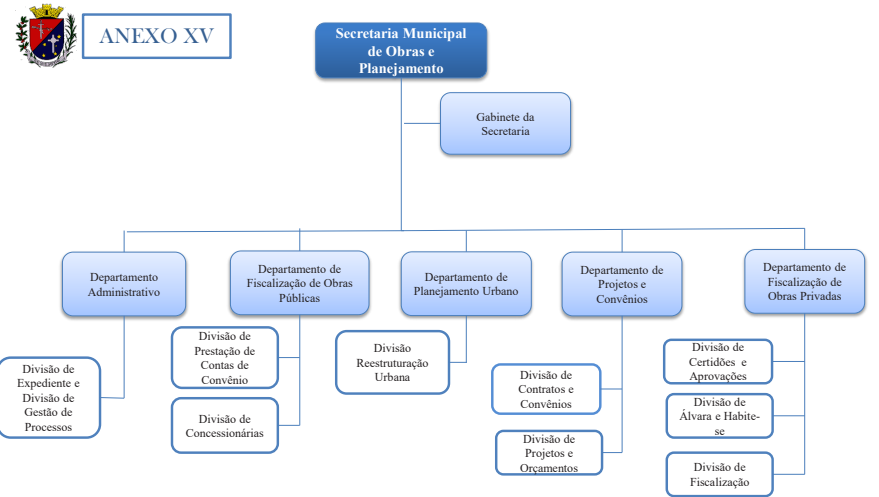 ANEXO XV
Secretaria Municipal
de Obras e
Planejamento
Gabinete da
Secretaria
Departamento
Administrativo
Departamento de
Fiscalização de Obras
Públicas
Departamento de
Planejamento Urbano
Departamento de
Projetos e
Convênios
Departamento de
Fiscalização de
Obras Privadas
Divisão de
Expediente e
Divisão de
Gestão de
Processos
Divisão de
Prestação de
Contas de
Convênio
Divisão de
Concessionárias
Divisão
Reestruturação
Urbana
Divisão de
Contratos e
Convênios
Divisão de
Projetos e
Orçamentos
Divisão de
Certidões e
Aprovações
Divisão de
Álvara e Habite-
se
Divisão de
Fiscalização